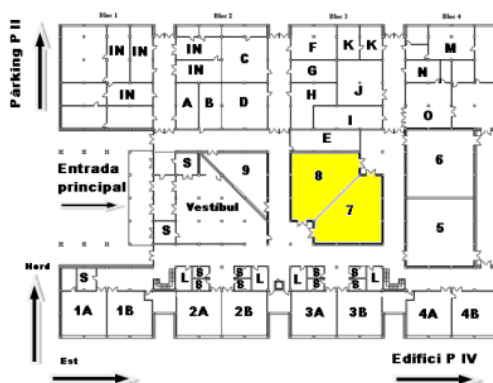 Bloc 1 Bloc 2 Bloc 3 Bloc 4
Párking P II
IN IN IN C F K K M
IN G N
IN A B D H J O
I
E
Entrada
principal
S 9 8 6
Vestíbul 7
S 5
Nord
S L S S L L S S L
S S S S
1A 1B 2A 2B 3A 3B 4A 4B
Est
Edifici P IV